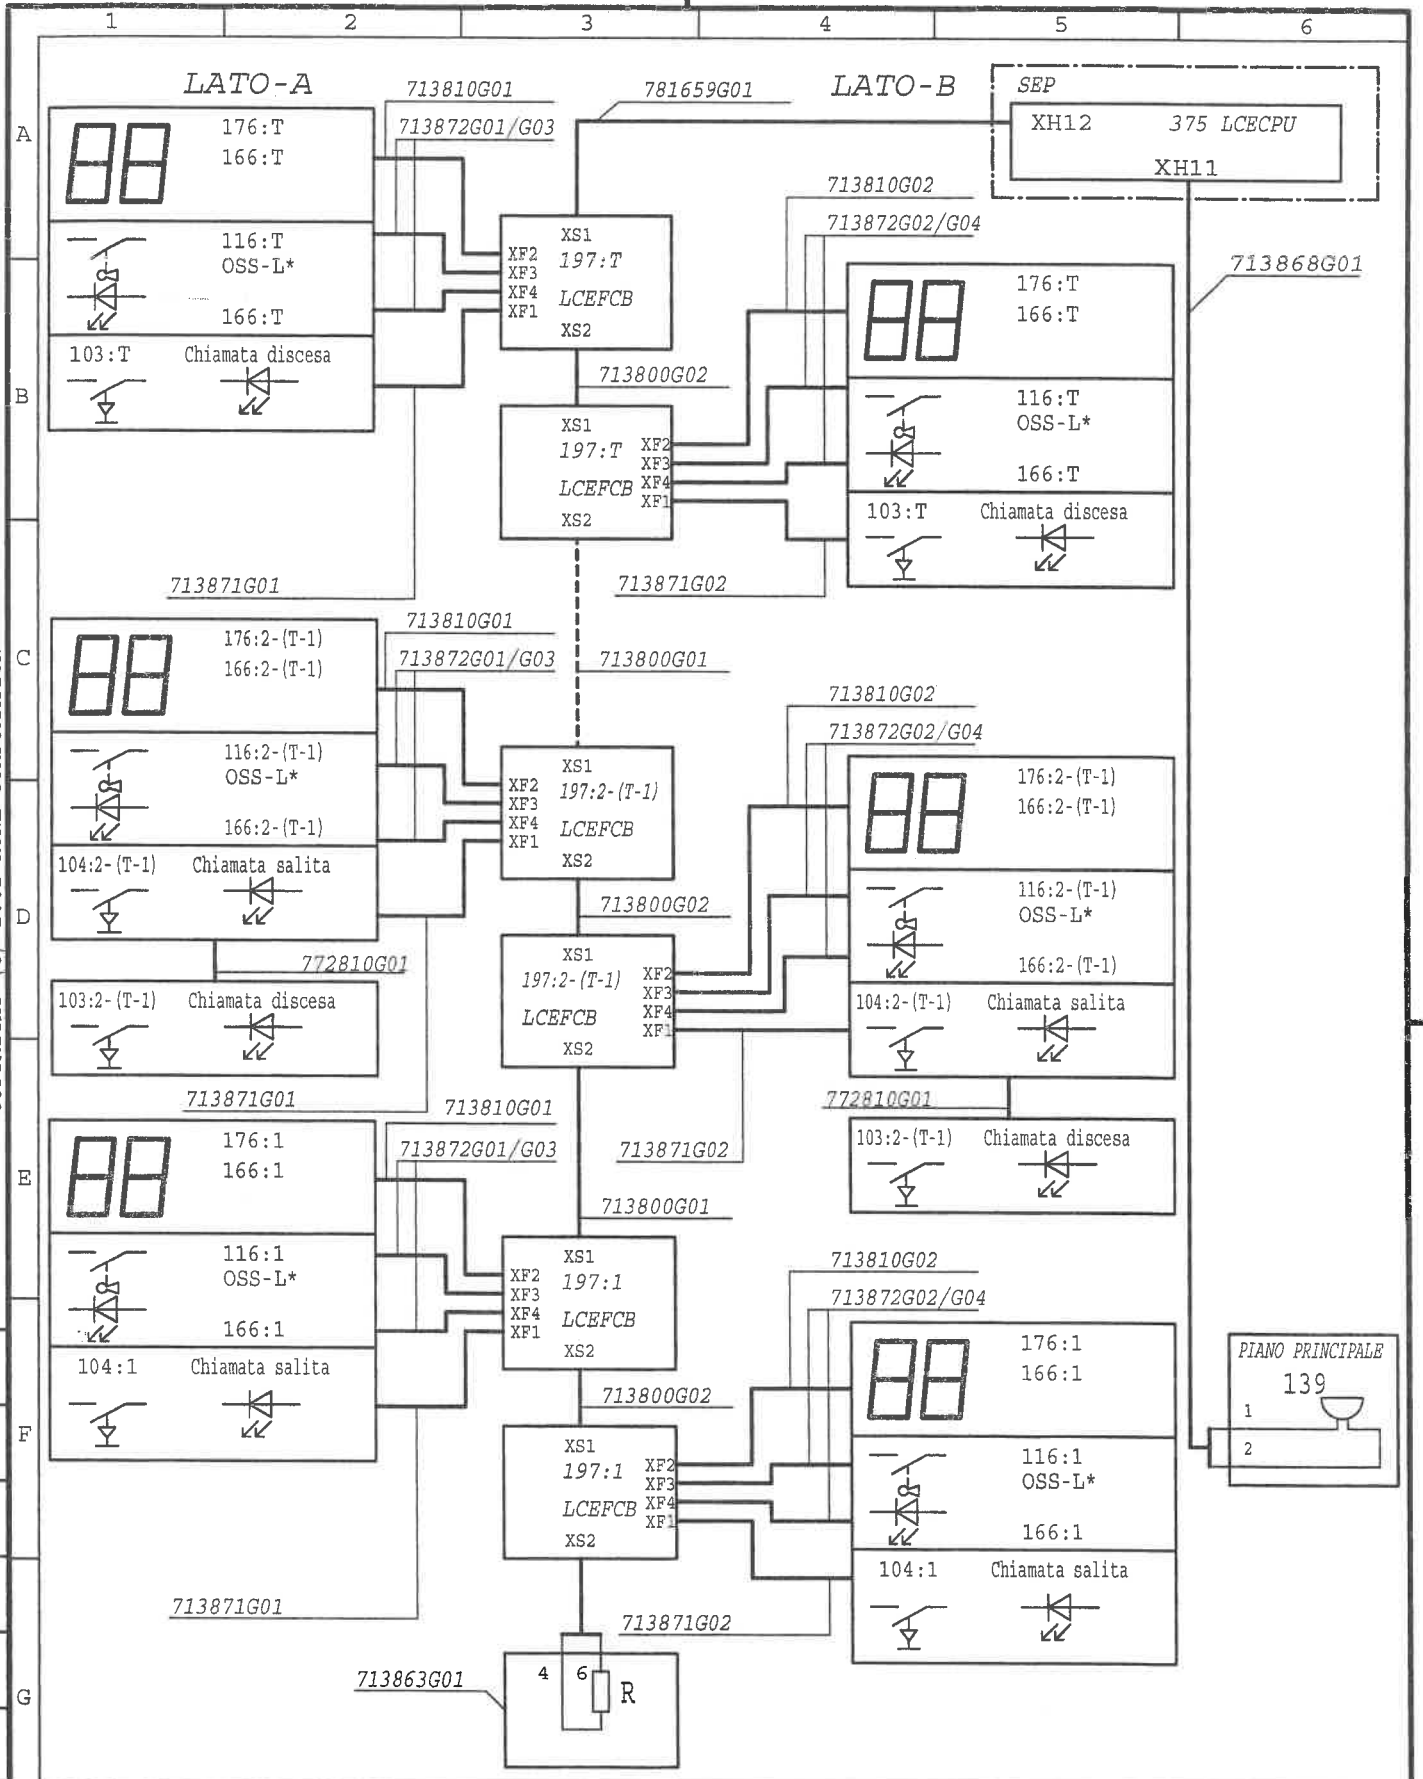 1 2 3 4 5 6
A
B
C
D
E
F
G
LATO-A
LATO-B
713810G01
713872G01/G03
781659G01
SEP
XH12 375 LCECPU
XH11
713868G01
176:T
166:T
116:T
OSS-L*
166:T
103:T Chiamata discesa
713871G01
XS1
197:T
XF2
XF3
XF4
XF1
LCEFCB
XS2
713800G02
XS1
197:T
XF2
XF3
XF4
XF1
LCEFCB
XS2
713810G02
713872G02/G04
176:T
166:T
116:T
OSS-L*
166:T
103:T Chiamata discesa
713871G02
713800G01
713810G01
713872G01/G03
176:2-(T-1)
166:2-(T-1)
116:2-(T-1)
OSS-L*
166:2-(T-1)
104:2-(T-1) Chiamata salita
772810G01
103:2-(T-1) Chiamata discesa
713871G01
XS1
197:2-(T-1)
XF2
XF3
XF4
XF1
LCEFCB
XS2
713800G02
XS1
197:2-(T-1)
XF2
XF3
XF4
XF1
LCEFCB
XS2
713810G02
713872G02/G04
176:2-(T-1)
166:2-(T-1)
116:2-(T-1)
OSS-L*
166:2-(T-1)
104:2-(T-1) Chiamata salita
772810G01
103:2-(T-1) Chiamata discesa
713871G02
713800G01
713810G01
713872G01/G03
176:1
166:1
116:1
OSS-L*
166:1
104:1 Chiamata salita
713871G01
XS1
197:1
XF2
XF3
XF4
XF1
LCEFCB
XS2
713800G02
XS1
197:1
XF2
XF3
XF4
XF1
LCEFCB
XS2
713810G02
713872G02/G04
176:1
166:1
116:1
OSS-L*
166:1
104:1 Chiamata salita
713871G02
PIANO PRINCIPALE
139
1
2
713863G01
4 6 R